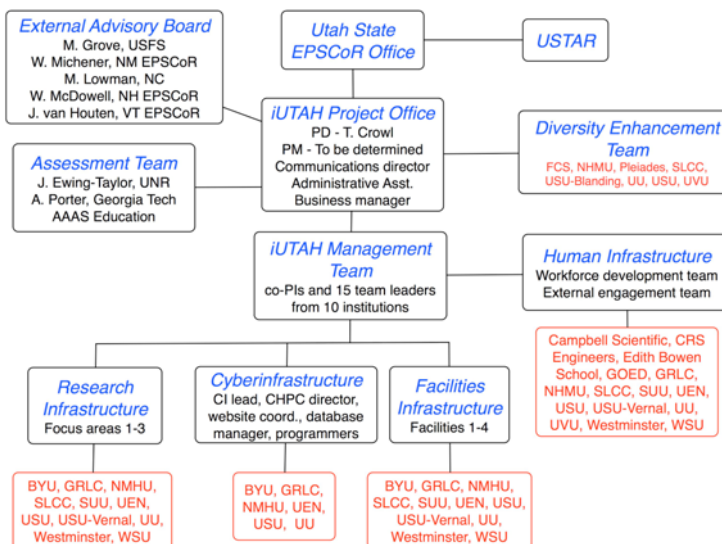 External Advisory Board
M. Grove, USFS
W. Michener, NM EPSCoR
M. Lowman, NC
W. McDowell, NH EPSCoR
J. van Houten, VT EPSCoR
Utah State
EPSCoR Office
USTAR
iUTAH Project Office
PD - T. Crowl
PM - To be determined
Communications director
Administrative Asst.
Business manager
Diversity Enhancement
Team
FCS, NHMU, Pleiades, SLCC,
USU-Blanding, UU, USU, UVU
Assessment Team
J. Ewing-Taylor, UNR
A. Porter, Georgia Tech
AAAS Education
iUTAH Management
Team
co-PIs and 15 team leaders
from 10 institutions
Human Infrastructure
Workforce development team
External engagement team
Campbell Scientific, CRS
Engineers, Edith Bowen
School, GOED, GRLC,
NHMU, SLCC, SUU, UEN,
USU, USU-Vernal, UU,
UVU, Westminster, WSU
Research
Infrastructure
Focus areas 1-3
Cyberinfrastructure
CI lead, CHPC director,
website coord., database
manager, programmers
Facilities
Infrastructure
Facilities 1-4
BYU, GRLC, NMHU,
SLCC, SUU, UEN,
USU, USU-Vernal, UU,
Westminster, WSU
BYU, GRLC,
NMHU, UEN,
USU, UU
BYU, GRLC, NMHU,
SLCC, SUU, UEN, USU,
USU-Vernal, UU,
Westminster, WSU